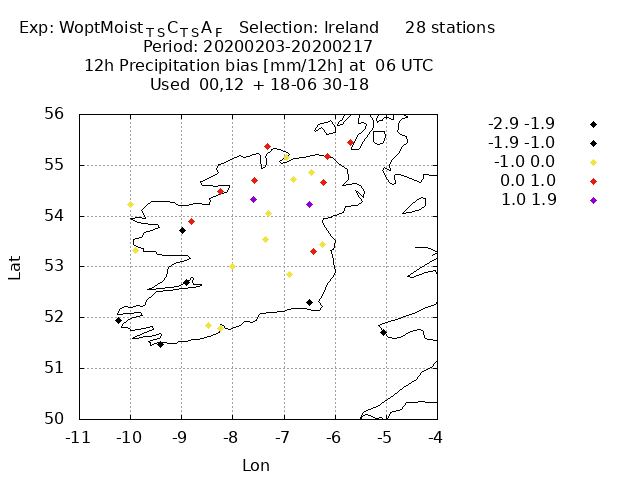 Exp: WoptMoist_TS C_TS A_F   Selection: Ireland     28 stations
Period: 20200203-20200217
12h Precipitation bias [mm/12h] at  06 UTC
Used  00,12  + 18-06 30-18
-2.9 -1.9
-1.9 -1.0
-1.0 0.0
0.0 1.0
1.0 1.9
56
55
54
53
52
51
50
Lat
-11 -10 -9 -8 -7 -6 -5 -4
Lon